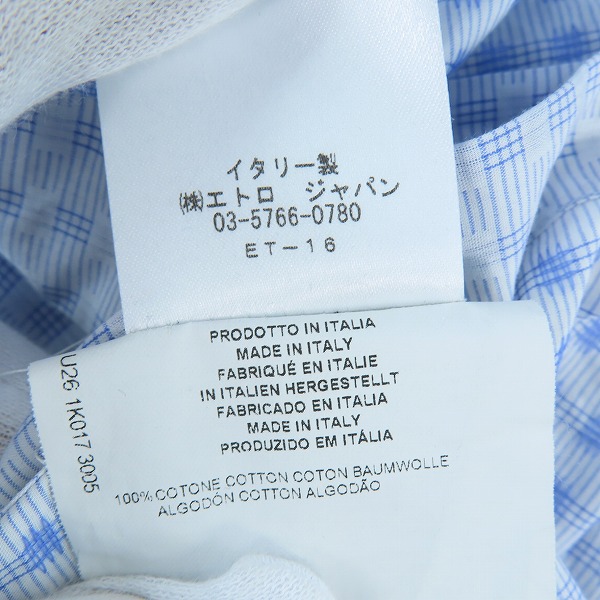 イタリー製
㈱エトロ ジャパン
03-5766-0780
ET-16
PRODOTTO IN ITALIA
MADE IN ITALY
FABRIQUÉ EN ITALIE
IN ITALIEN HERGESTELLT
FABRICADO EN ITALIA
MADE IN ITALY
PRODUZIDO EM ITÁLIA
100% COTONE COTTON COTON BAUMWOLLE
ALGODÓN COTTON ALGODÃO
U26 1K017 3005